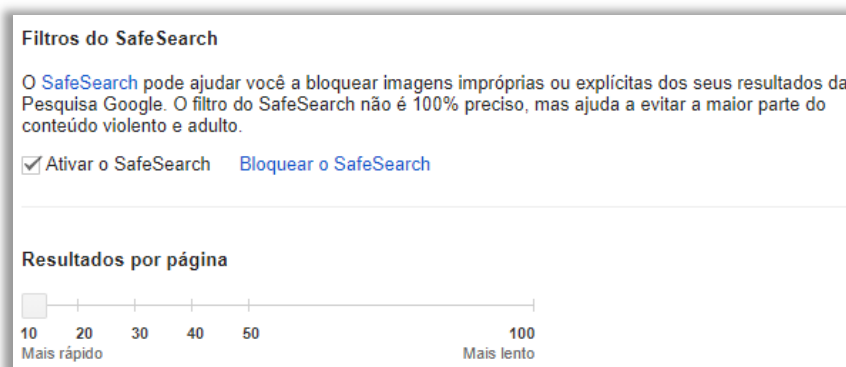 Filtros do SafeSearch
O SafeSearch pode ajudar você a bloquear imagens impróprias ou explícitas dos seus resultados da
Pesquisa Google. O filtro do SafeSearch não é 100% preciso, mas ajuda a evitar a maior parte do
conteúdo violento e adulto.
Ativar o SafeSearch Bloquear o SafeSearch
Resultados por página
10 20 30 40 50 100
Mais rápido Mais lento